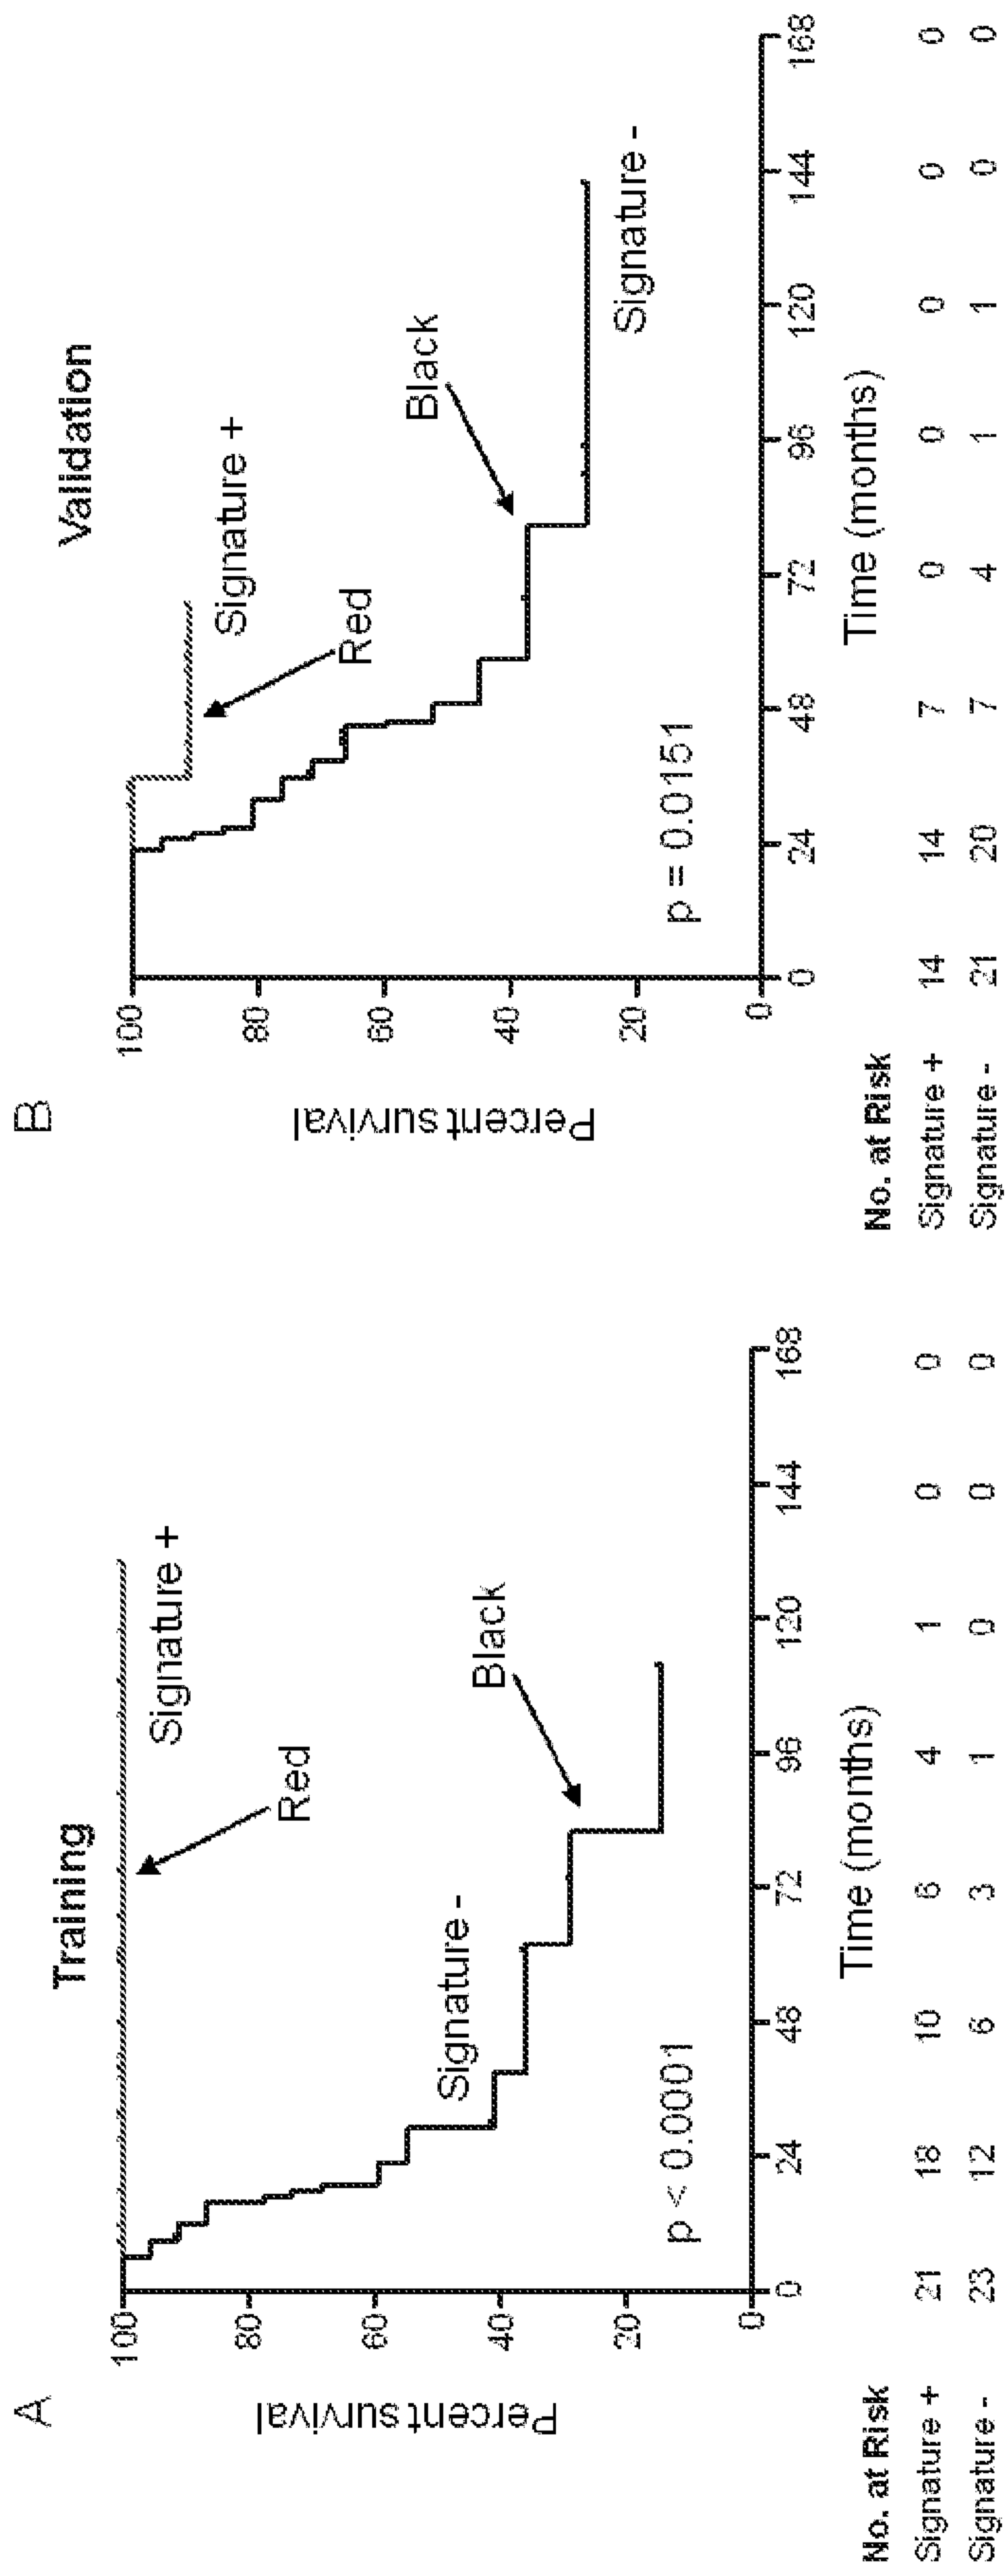 A
Training
100
80
60
40
20
0
Percent survival
Signature +
Red
Signature -
Black
p < 0.0001
0 24 48 72 96 120 144 168
Time (months)
No. at Risk
Signature + 21 18 10 6 4 1 0 0
Signature - 23 12 6 3 1 0 0 0
B
Validation
100
80
60
40
20
0
Percent survival
Signature +
Red
Black
Signature -
p = 0.0151
0 24 48 72 96 120 144 168
Time (months)
No. at Risk
Signature + 14 14 7 0 0 0 0 0
Signature - 21 20 7 4 1 1 0 0